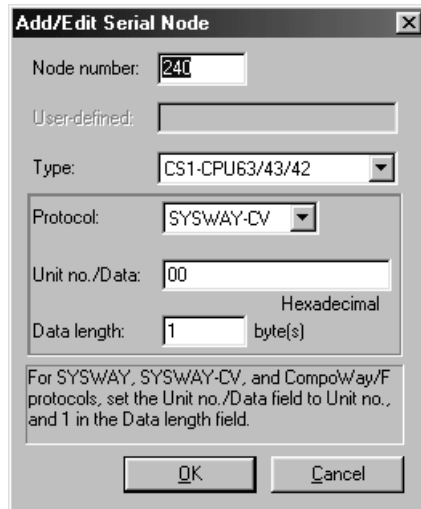 Add/Edit Serial Node
Node number: 240
User-defined:
Type: CS1-CPU63/43/42
Protocol: SYSWAY-CV
Unit no./Data: 00
Hexadecimal
Data length: 1 byte(s)
For SYSWAY, SYSWAY-CV, and CompoWay/F
protocols, set the Unit no./Data field to Unit no.,
and 1 in the Data length field.
OK Cancel